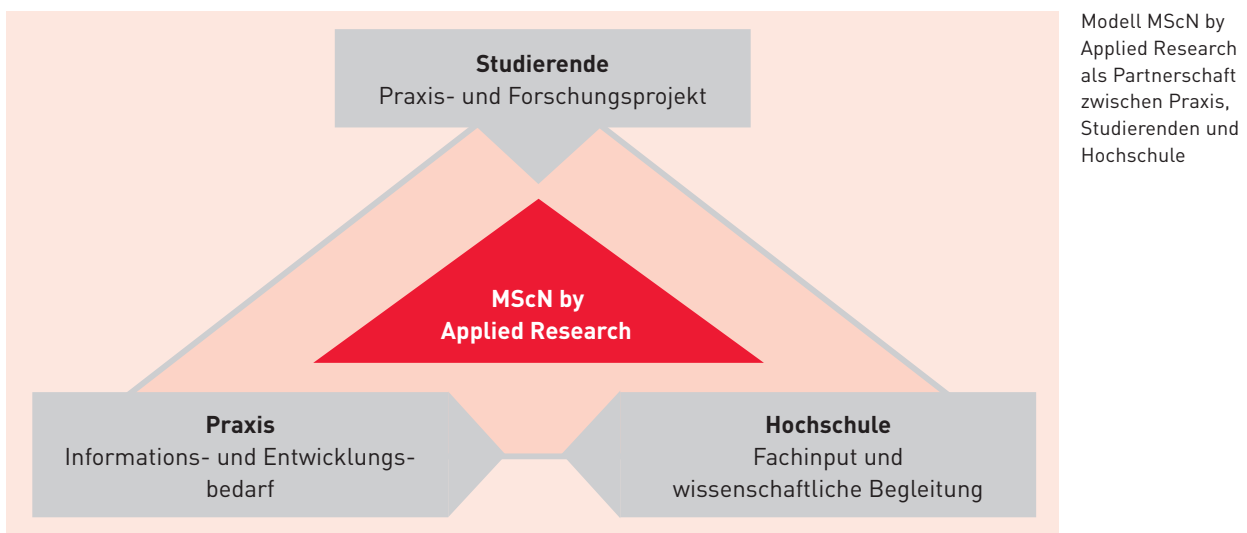 Studierende
Praxis- und Forschungsprojekt
MScN by
Applied Research
Praxis
Informations- und Entwicklungs-
bedarf
Hochschule
Fachinput und
wissenschaftliche Begleitung
Modell MScN by
Applied Research
als Partnerschaft
zwischen Praxis,
Studierenden und
Hochschule